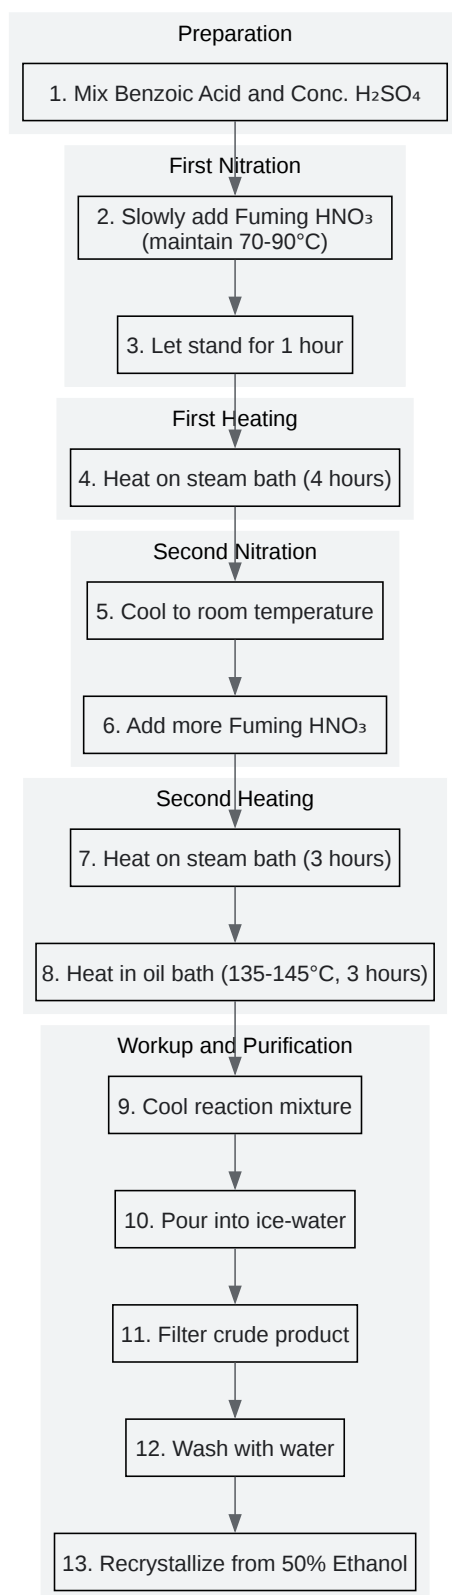 Preparation
1. Mix Benzoic Acid and Conc. H₂SO₄
First Nitration
2. Slowly add Fuming HNO₃
(maintain 70-90°C)
3. Let stand for 1 hour
First Heating
4. Heat on steam bath (4 hours)
Second Nitration
5. Cool to room temperature
6. Add more Fuming HNO₃
Second Heating
7. Heat on steam bath (3 hours)
8. Heat in oil bath (135-145°C, 3 hours)
Workup and Purification
9. Cool reaction mixture
10. Pour into ice-water
11. Filter crude product
12. Wash with water
13. Recrystallize from 50% Ethanol